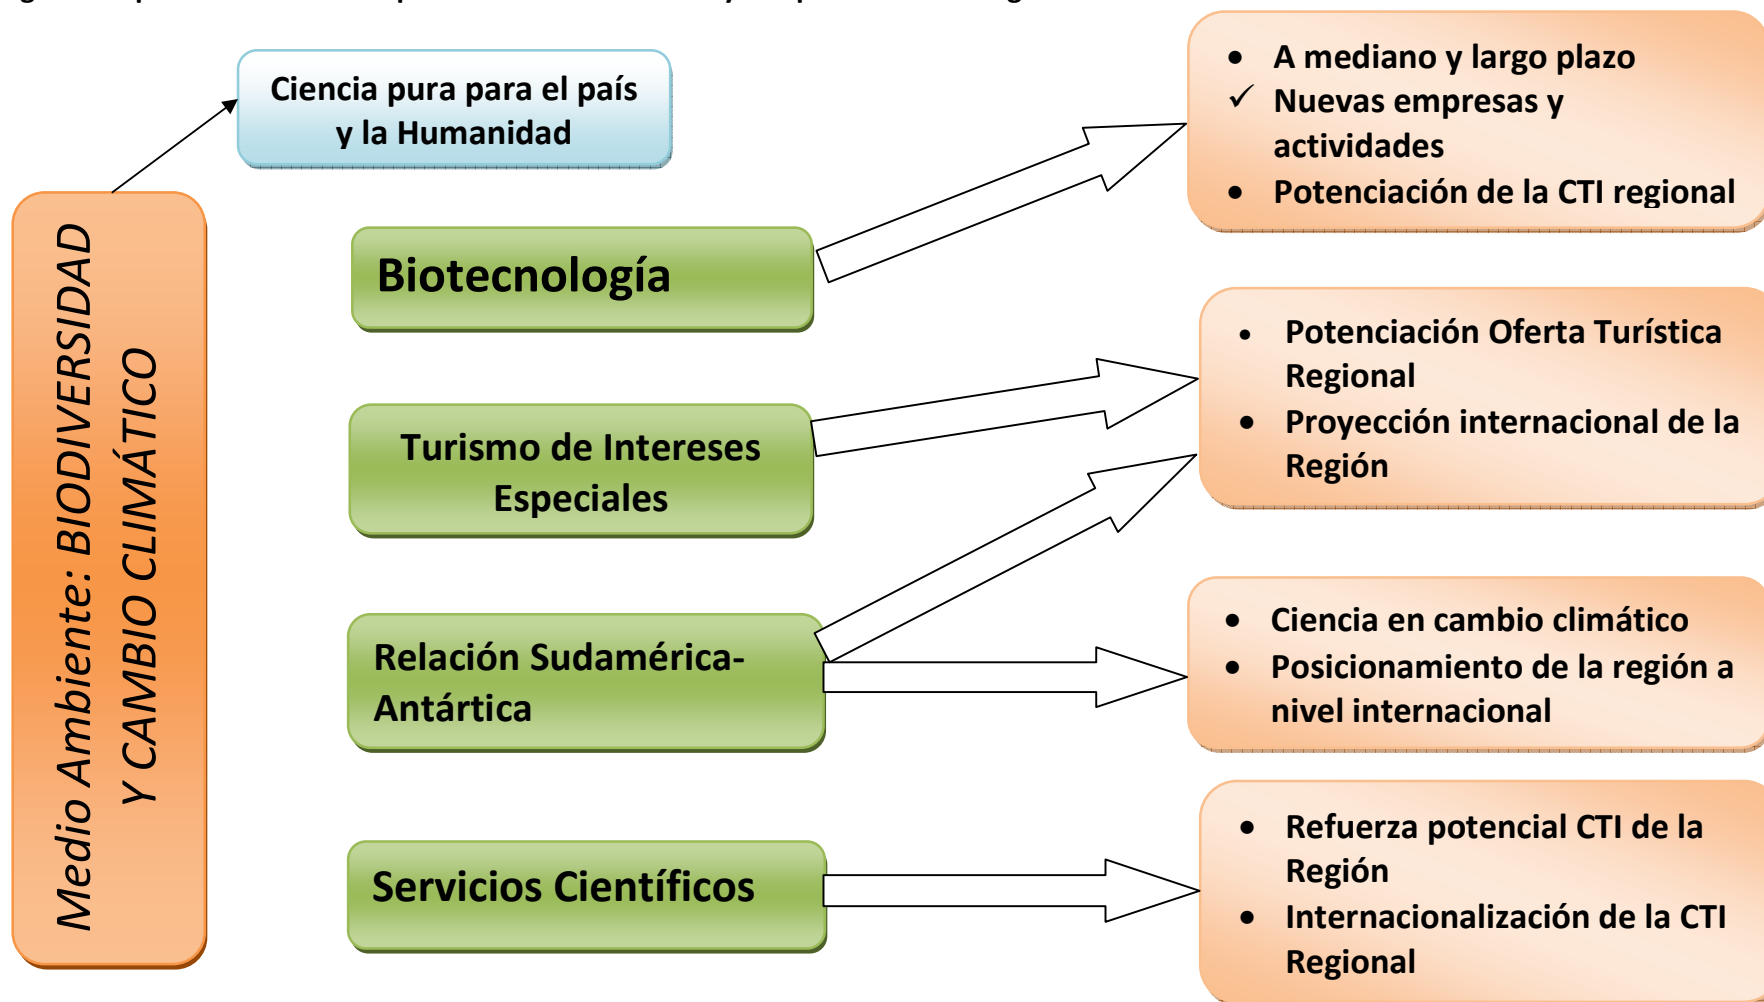 Ciencia pura para el país
y la Humanidad
Medio Ambiente: BIODIVERSIDAD
Y CAMBIO CLIMÁTICO
Biotecnología
• A mediano y largo plazo
✓ Nuevas empresas y
actividades
• Potenciación de la CTI regional
Turismo de Intereses
Especiales
• Potenciación Oferta Turística
Regional
• Proyección internacional de la
Región
Relación Sudamérica-
Antártica
• Ciencia en cambio climático
• Posicionamiento de la región a
nivel internacional
Servicios Científicos
• Refuerza potencial CTI de la
Región
• Internacionalización de la CTI
Regional